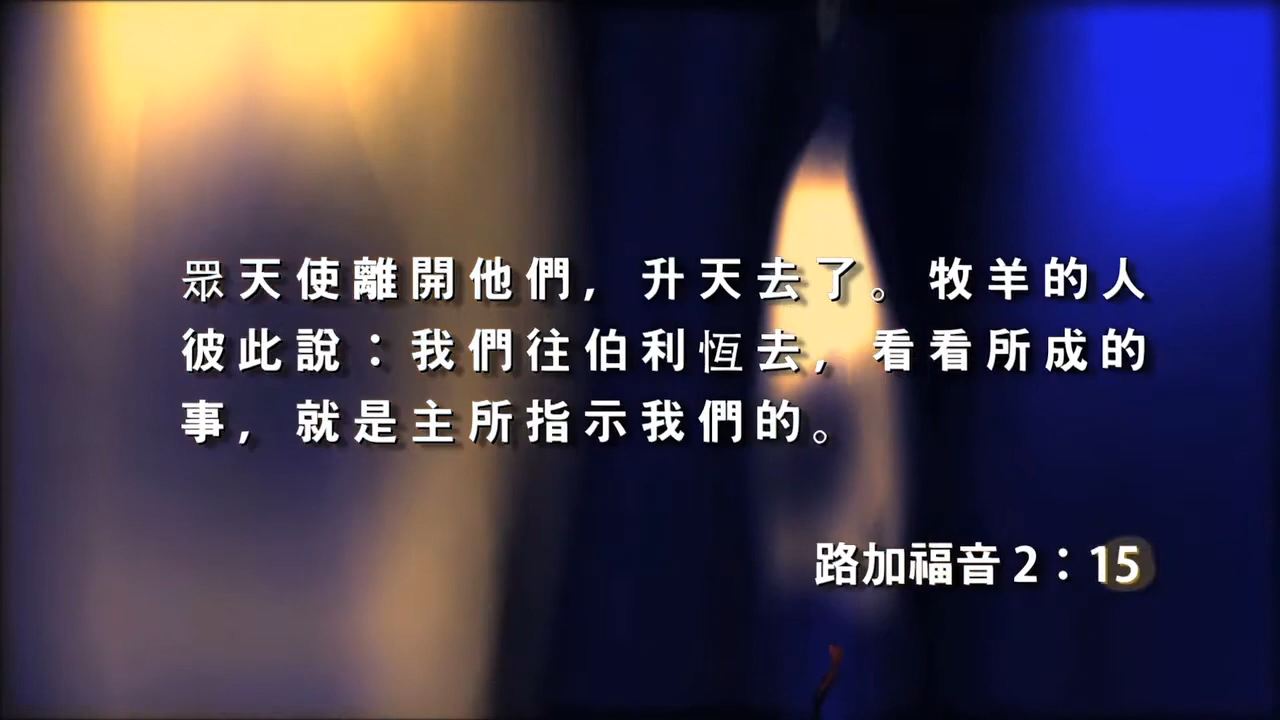 眾天使離開他們，升天去了。牧羊的人
彼此說：我們往伯利恆去，看看所成的
事，就是主所指示我們的。
路加福音 2：15